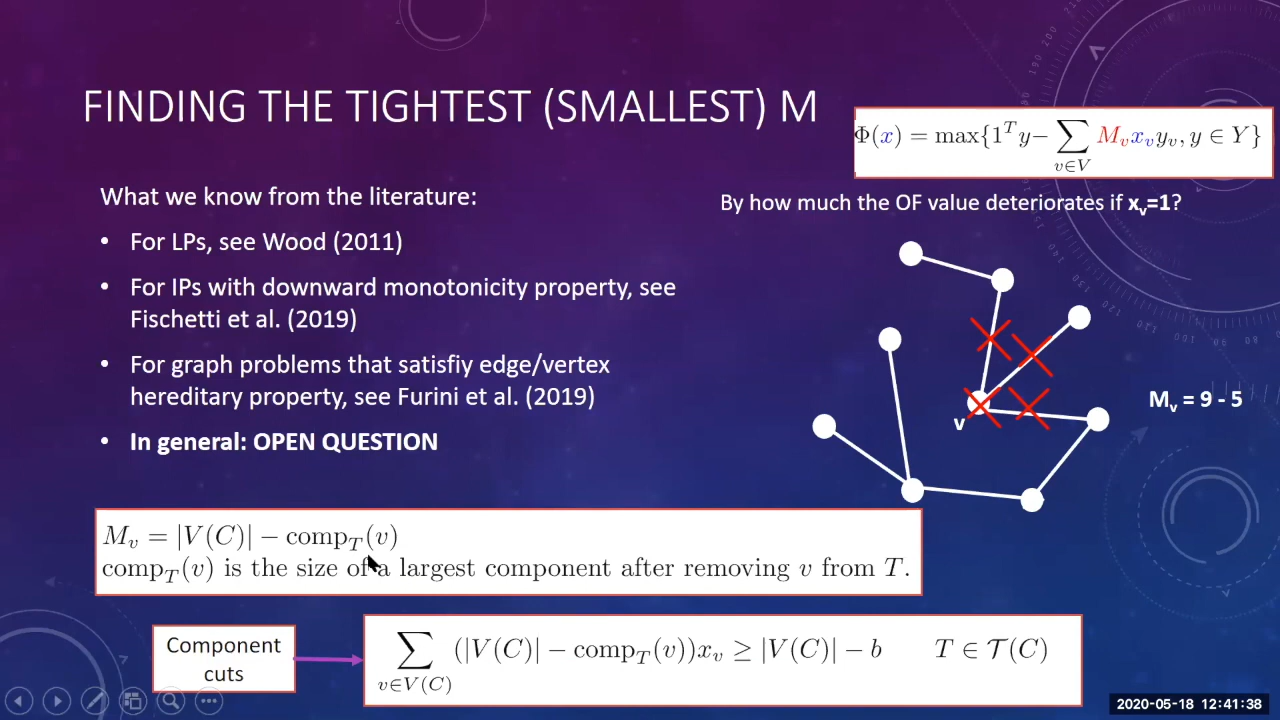 FINDING THE TIGHTEST (SMALLEST) M
Φ(x) = max{1ᵀy− ∑_{v∈V} M_v x_v y_v, y ∈ Y}
What we know from the literature:
By how much the OF value deteriorates if x_v=1?
• For LPs, see Wood (2011)
• For IPs with downward monotonicity property, see
Fischetti et al. (2019)
• For graph problems that satisfiy edge/vertex
hereditary property, see Furini et al. (2019)
• In general: OPEN QUESTION
v
M_v = 9 - 5
M_v = |V(C)| − comp_T(v)
comp_T(v) is the size of a largest component after removing v from T.
Component
cuts
∑_{v∈V(C)} (|V(C)| − comp_T(v))x_v ≥ |V(C)| − b T ∈ 𝒯(C)
2020-05-18 12:41:38